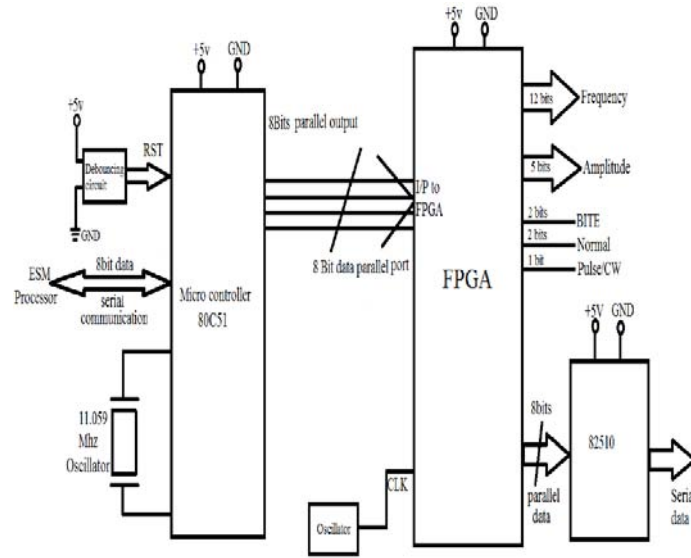 +5v
GND
+5v
GND
+5v
Debouncing
circuit
RST
GND
8Bits parallel output
I/P to
FPGA
8 Bit data parallel port
8bit data
ESM
Processor
serial
communication
Micro controller
80C51
11.059
Mhz
Oscillator
FPGA
12 bits
Frequency
5 bits
Amplitude
2 bits
BITE
2 bits
Normal
1 bit
Pulse/CW
+5V
GND
8bits
parallel
data
82510
Serial
data
CLK
Oscillator